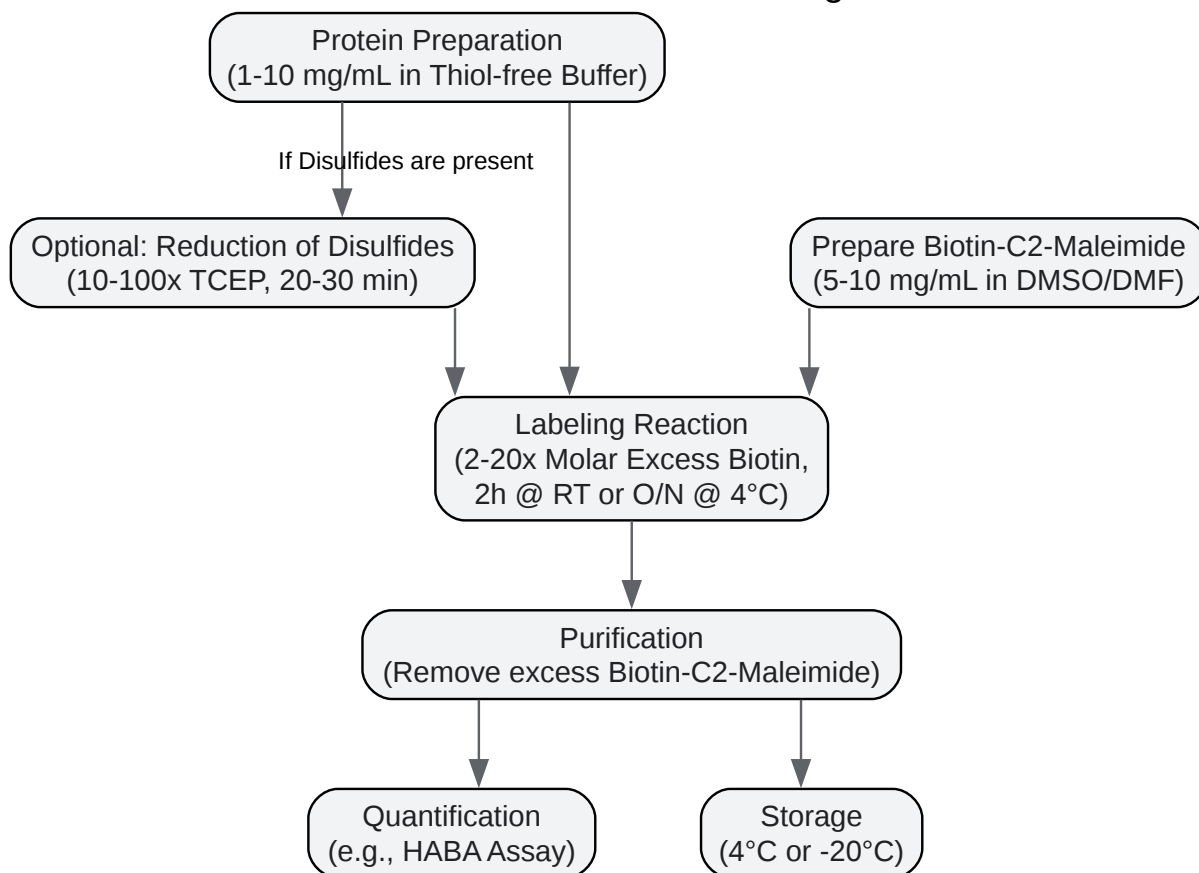 Protein Preparation
(1-10 mg/mL in Thiol-free Buffer)
If Disulfides are present
Optional: Reduction of Disulfides
(10-100x TCEP, 20-30 min)
Prepare Biotin-C2-Maleimide
(5-10 mg/mL in DMSO/DMF)
Labeling Reaction
(2-20x Molar Excess Biotin,
2h @ RT or O/N @ 4°C)
Purification
(Remove excess Biotin-C2-Maleimide)
Quantification
(e.g., HABA Assay)
Storage
(4°C or -20°C)